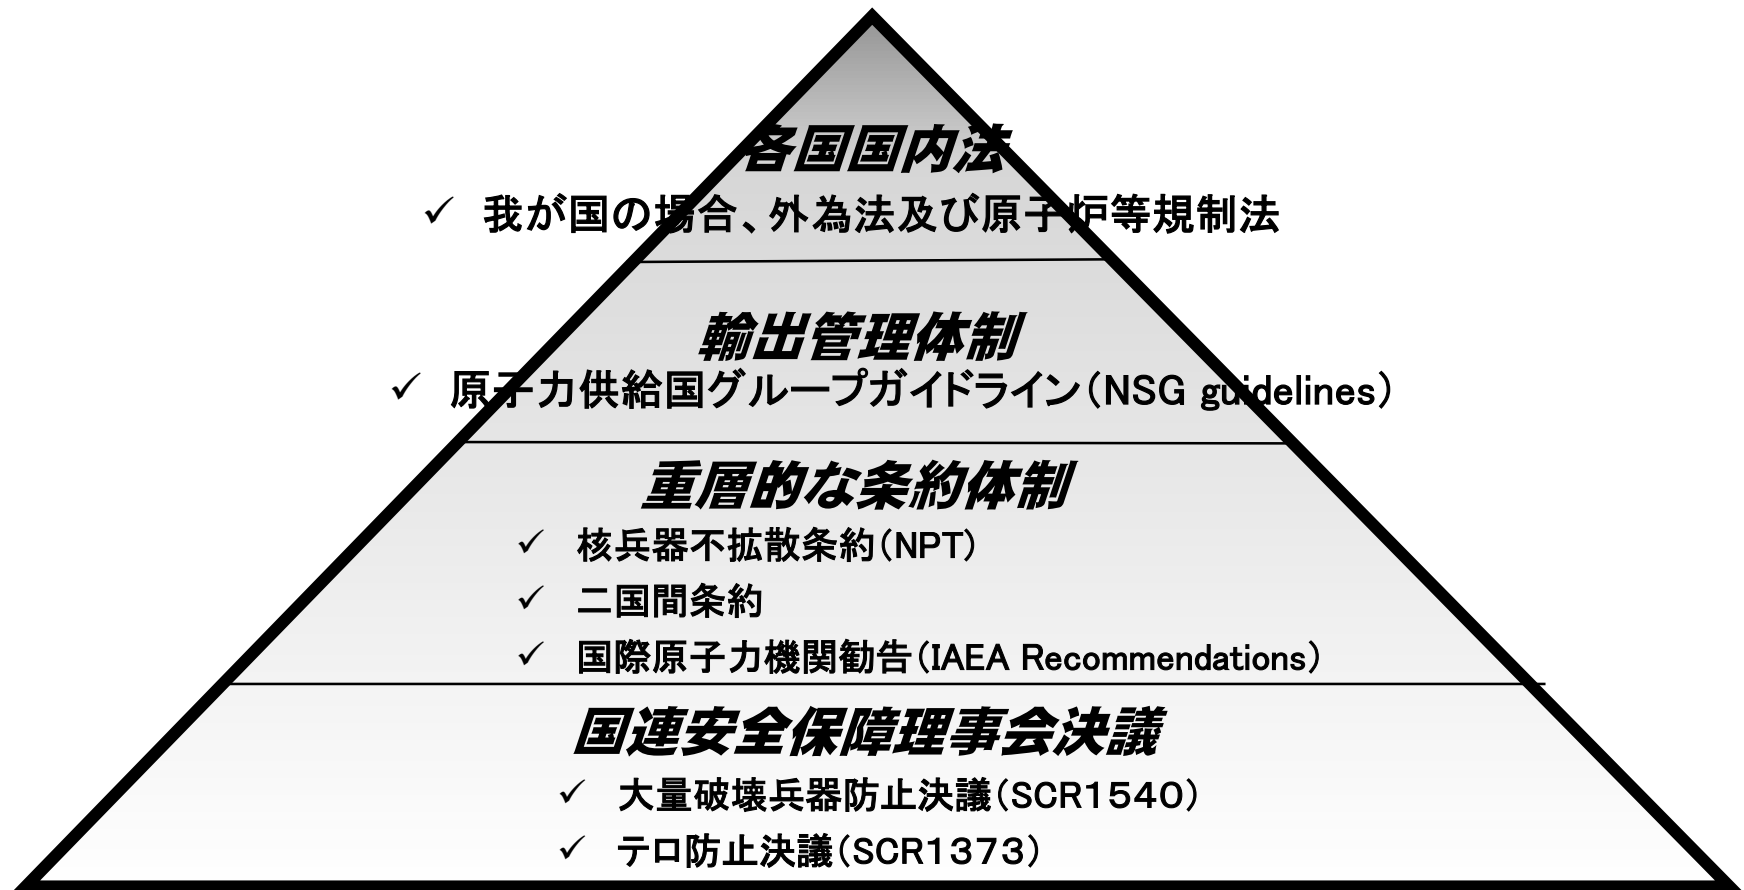 各国国内法
✓ 我が国の場合、外為法及び原子炉等規制法
輸出管理体制
✓ 原子力供給国グループガイドライン（NSG guidelines）
重層的な条約体制
✓ 核兵器不拡散条約（NPT）
✓ 二国間条約
✓ 国際原子力機関勧告（IAEA Recommendations）
国連安全保障理事会決議
✓ 大量破壊兵器防止決議（SCR１５４０）
✓ テロ防止決議（SCR１３７３）